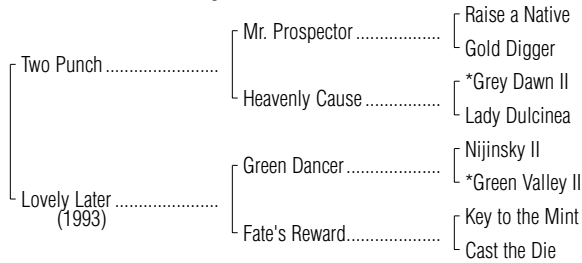 Raise a Native
Mr. Prospector ..................
Gold Digger
Two Punch ........................
*Grey Dawn II
Heavenly Cause ................
Lady Dulcinea
Nijinsky II
Green Dancer ....................
*Green Valley II
Lovely Later ......................
(1993)
Key to the Mint
Fate's Reward....................
Cast the Die